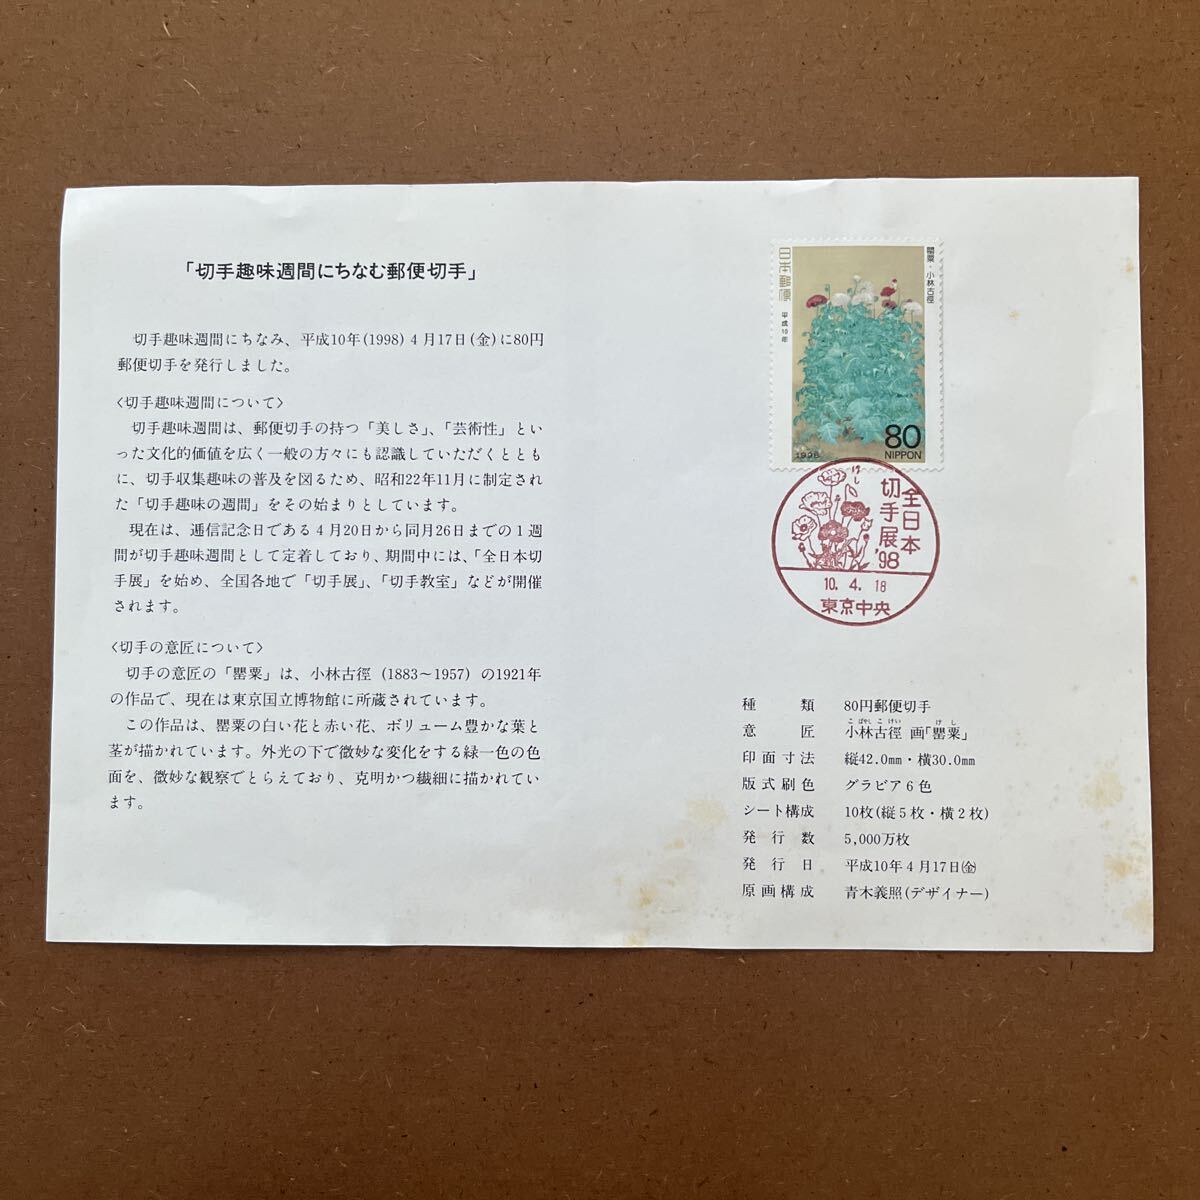 「切手趣味週間にちなむ郵便切手」
切手趣味週間にちなみ、平成10年(1998)4月17日(金)に80円
郵便切手を発行しました。
〈切手趣味週間について〉
切手趣味週間は、郵便切手の持つ「美しさ」、「芸術性」とい
った文化的価値を広く一般の方々にも認識していただくととも
に、切手収集趣味の普及を図るため、昭和22年11月に制定され
た「切手趣味の週間」をその始まりとしています。
現在は、逓信記念日である4月20日から同月26日までの1週
間が切手趣味週間として定着しており、期間中には、「全日本切
手展」を始め、全国各地で「切手展」、「切手教室」などが開催
されます。
〈切手の意匠について〉
切手の意匠の「罌粟」は、小林古徑(1883～1957)の1921年
の作品で、現在は東京国立博物館に所蔵されています。
この作品は、罌粟の白い花と赤い花、ボリューム豊かな葉と
茎が描かれています。外光の下で微妙な変化をする緑一色の色
面を、微妙な観察でとらえており、克明かつ繊細に描かれてい
ます。
日本郵便
平成10年
罌粟・小林古徑
80
NIPPON
1998
けし
全日本
切手展'98
10.4.18
東京中央
種類 80円郵便切手
こばやしこけい けし
意匠 小林古徑 画「罌粟」
印面寸法 縦42.0mm・横30.0mm
版式刷色 グラビア6色
シート構成 10枚(縦5枚・横2枚)
発行数 5,000万枚
発行日 平成10年4月17日㈮
原画構成 青木義照(デザイナー)